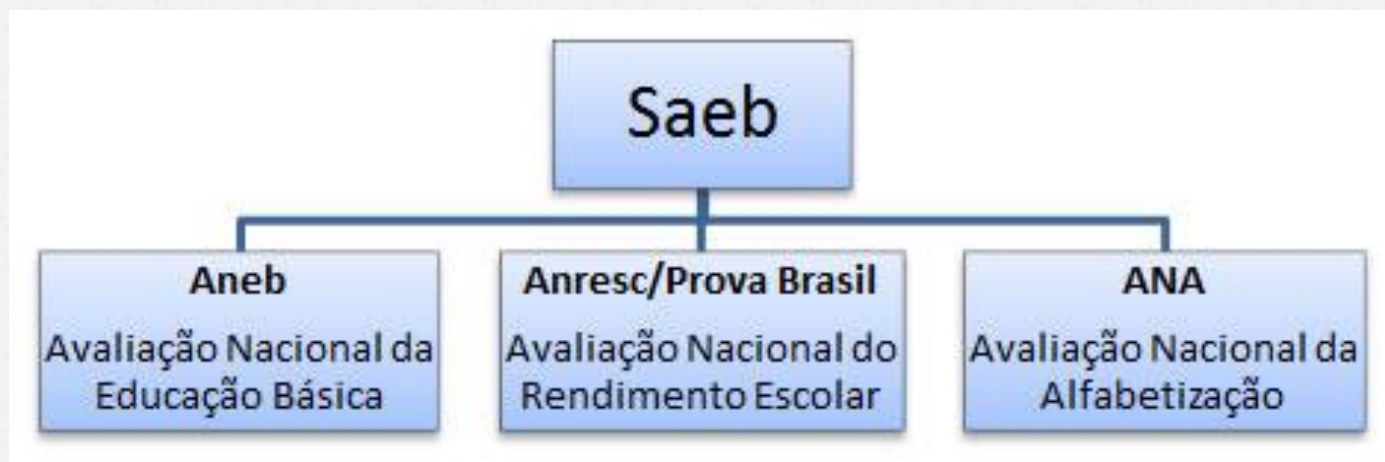 Saeb
Aneb
Avaliação Nacional da
Educação Básica
Anresc/Prova Brasil
Avaliação Nacional do
Rendimento Escolar
ANA
Avaliação Nacional da
Alfabetização